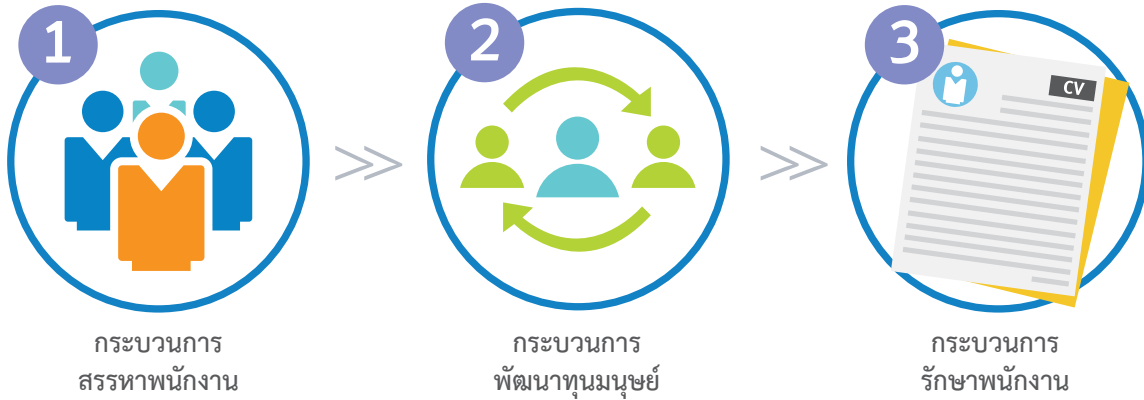 1
กระบวนการ
สรรหาพนักงาน
2
กระบวนการ
พัฒนาทุนมนุษย์
3
CV
กระบวนการ
รักษาพนักงาน